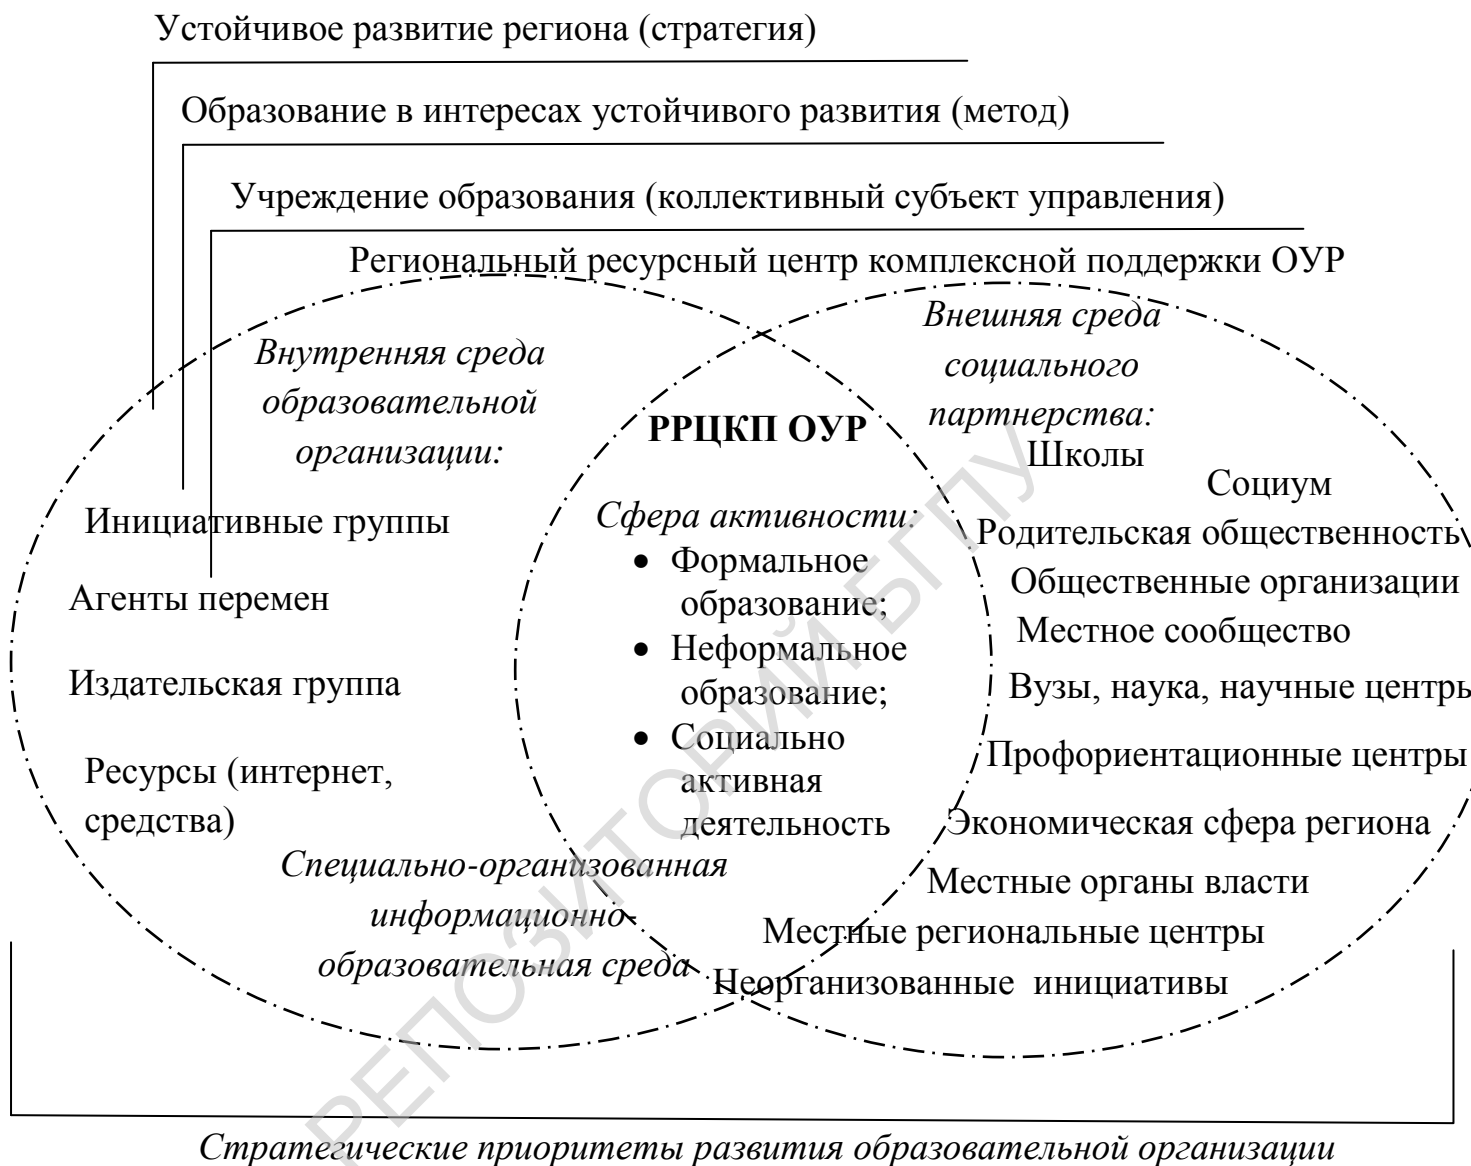 Устойчивое развитие региона (стратегия)
Образование в интересах устойчивого развития (метод)
Учреждение образования (коллективный субъект управления)
Региональный ресурсный центр комплексной поддержки ОУР
Внутренняя среда
образовательной
организации:
Инициативные группы
Агенты перемен
Издательская группа
Ресурсы (интернет,
средства)
Специально-организованная
информационно-
образовательная среда
РРЦКП ОУР
Сфера активности:
• Формальное
образование;
• Неформальное
образование;
• Социально
активная
деятельность
Внешняя среда
социального
партнерства:
Школы
Социум
Родительская общественность
Общественные организации
Местное сообщество
Вузы, наука, научные центры
Профориентационные центры
Экономическая сфера региона
Местные органы власти
Местные региональные центры
Неорганизованные инициативы
Стратегические приоритеты развития образовательной организации
РЕПОЗИТОРИЙ БГПУ